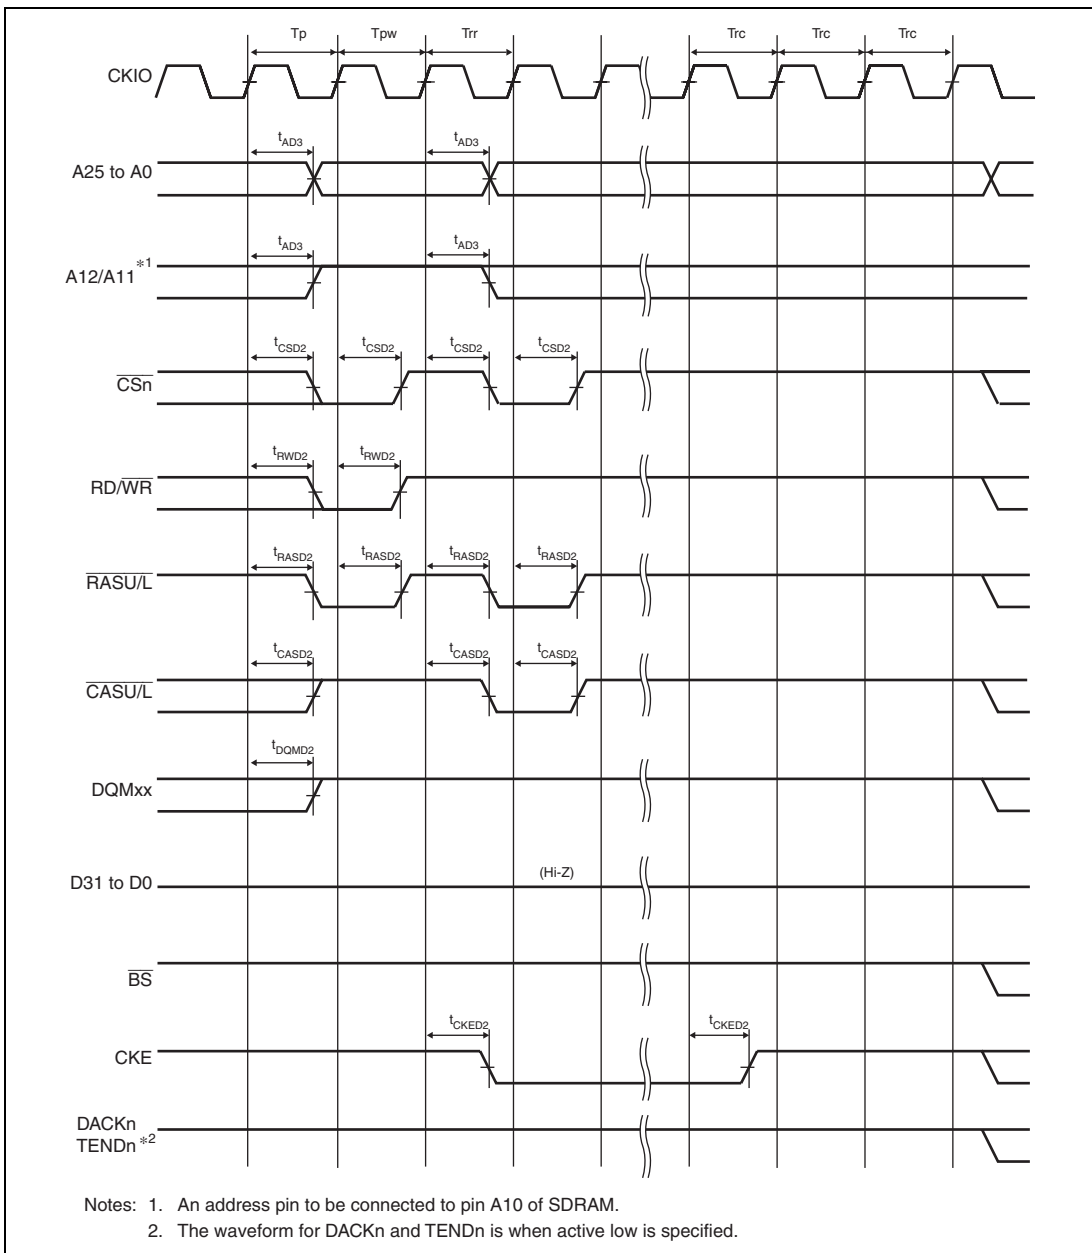 Tp Tpw Trr Trc Trc Trc
CKIO
tAD3 tAD3
A25 to A0
tAD3 tAD3
A12/A11*1
tCSD2 tCSD2 tCSD2 tCSD2
CSn
tRWD2 tRWD2
RD/WR
tRASD2 tRASD2 tRASD2 tRASD2
RASU/L
tCASD2 tCASD2 tCASD2
CASU/L
tDQMD2
DQMxx
(Hi-Z)
D31 to D0
BS
tCKED2 tCKED2
CKE
DACKn
TENDn*2
Notes: 1. An address pin to be connected to pin A10 of SDRAM.
2. The waveform for DACKn and TENDn is when active low is specified.